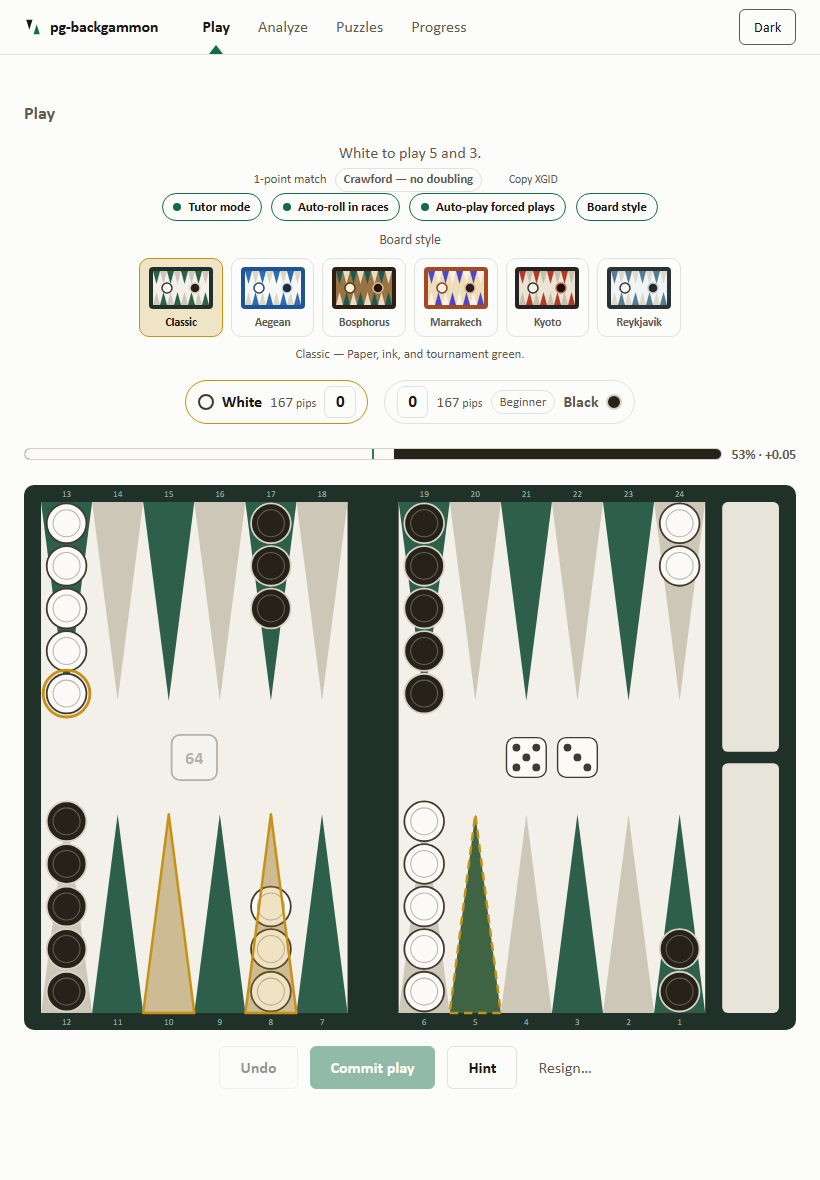 pg-backgammon Play Analyze Puzzles Progress Dark
Play
White to play 5 and 3.
1-point match Crawford — no doubling Copy XGID
Tutor mode Auto-roll in races Auto-play forced plays Board style
Board style
Classic Aegean Bosphorus Marrakech Kyoto Reykjavík
Classic — Paper, ink, and tournament green.
White 167 pips 0 0 167 pips Beginner Black
53% · +0.05
13 14 15 16 17 18 19 20 21 22 23 24
64
12 11 10 9 8 7 6 5 4 3 2 1
Undo Commit play Hint Resign...